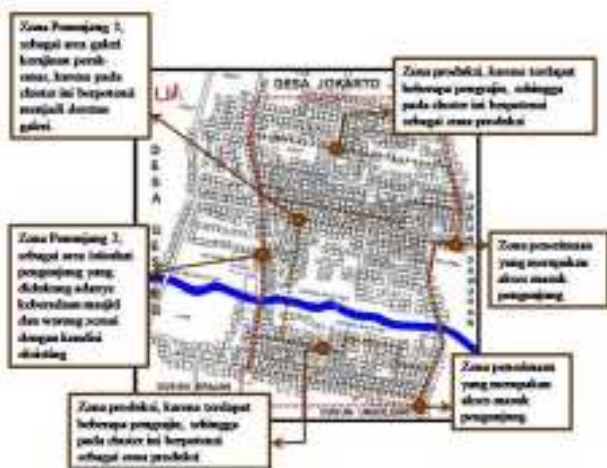 Zona Penunjang 1,
sebagai area galeri
kerajinan perak
emas, karena pada
cluster ini berpotensi
menjadi deretan
galeri.
DESA JOKARTO
Zona produksi, karena terdapat
beberapa pengrajin, sehingga
pada cluster ini berpotensi
sebagai zona produksi
DESA
Zona Penunjang 2,
sebagai area istirahat
pengunjung yang
didukung adanya
keberadaan masjid
dan warung sesuai
dengan kondisi
eksisting
Zona penerimaan
yang merupakan
akses masuk
pengunjung
Zona penerimaan
yang merupakan
akses masuk
pengunjung
Zona produksi, karena terdapat
beberapa pengrajin, sehingga
pada cluster ini berpotensi
sebagai zona produksi
DUSUN